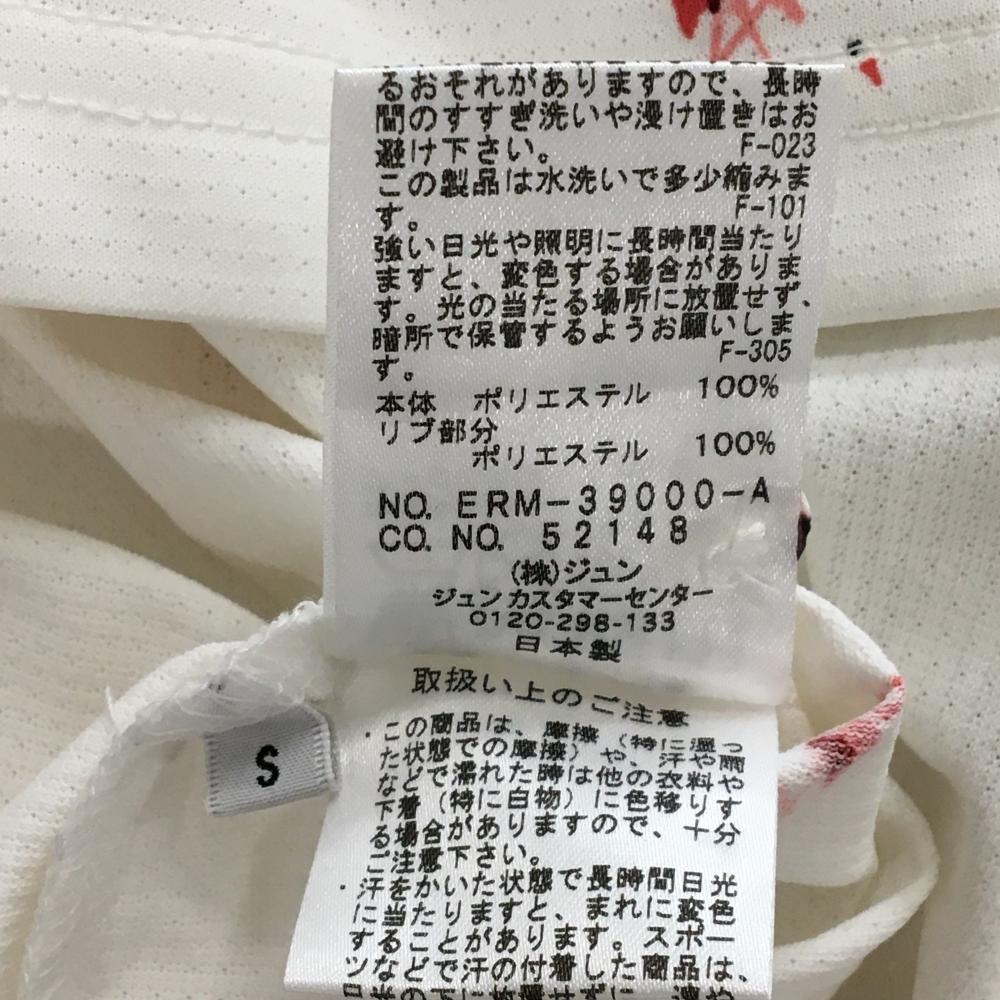 るおそれがありますので、長時
間のすすぎ洗いや浸け置きはお
避け下さい。
F-023
この製品は水洗いで多少縮みま
す。
F-101
強い日光や照明に長時間当たり
ますと、変色する場合がありま
す。光の当たる場所に放置せず、
暗所で保管するようお願いしま
す。
F-305
本体 ポリエステル 100%
リブ部分
ポリエステル 100%
NO. ERM-39000-A
CO. NO. 52148
(株)ジュン
ジュンカスタマーセンター
0120-298-133
日本製
取扱い上のご注意
・この商品は、摩擦(特に湿っ
た状態での摩擦)や、汗や雨
などで濡れた時は他の衣料や
下着(特に白物)に色移りす
る場合がありますので、十分
ご注意下さい。
・汗をかいた状態で長時間日光
に当たりますと、まれに変色
することがあります。スポー
ツなどで汗の付着した商品は、
日光の下に放置せずに、速や
S